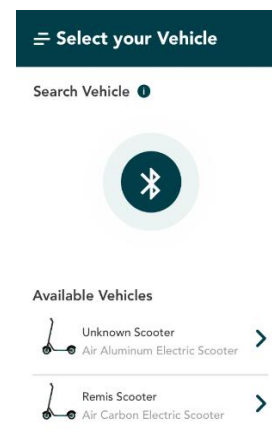 Select your Vehicle
Search Vehicle
Available Vehicles
Unknown Scooter
Air Aluminum Electric Scooter
Remis Scooter
Air Carbon Electric Scooter